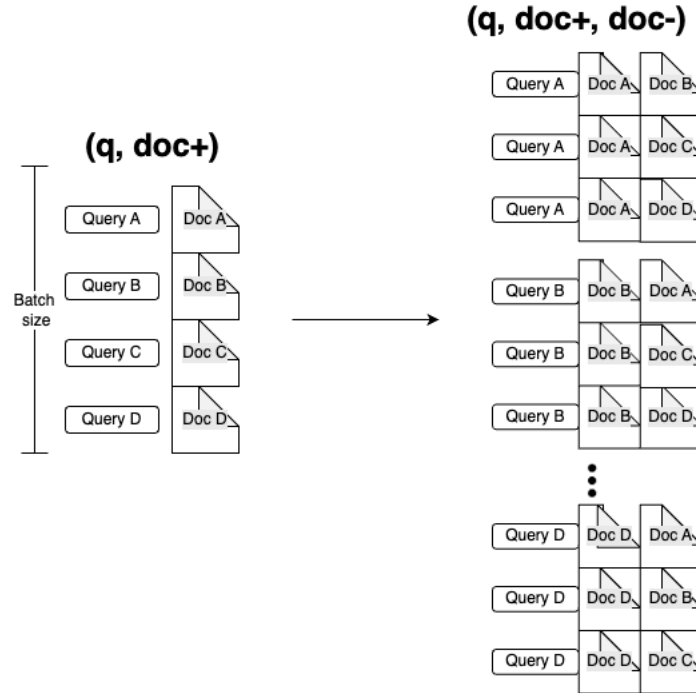 (q, doc+)
Batch
size
Query A Doc A
Query B Doc B
Query C Doc C
Query D Doc D
(q, doc+, doc-)
Query A Doc A Doc B
Query A Doc A Doc C
Query A Doc A Doc D
Query B Doc B Doc A
Query B Doc B Doc C
Query B Doc B Doc D
Query D Doc D Doc A
Query D Doc D Doc B
Query D Doc D Doc C